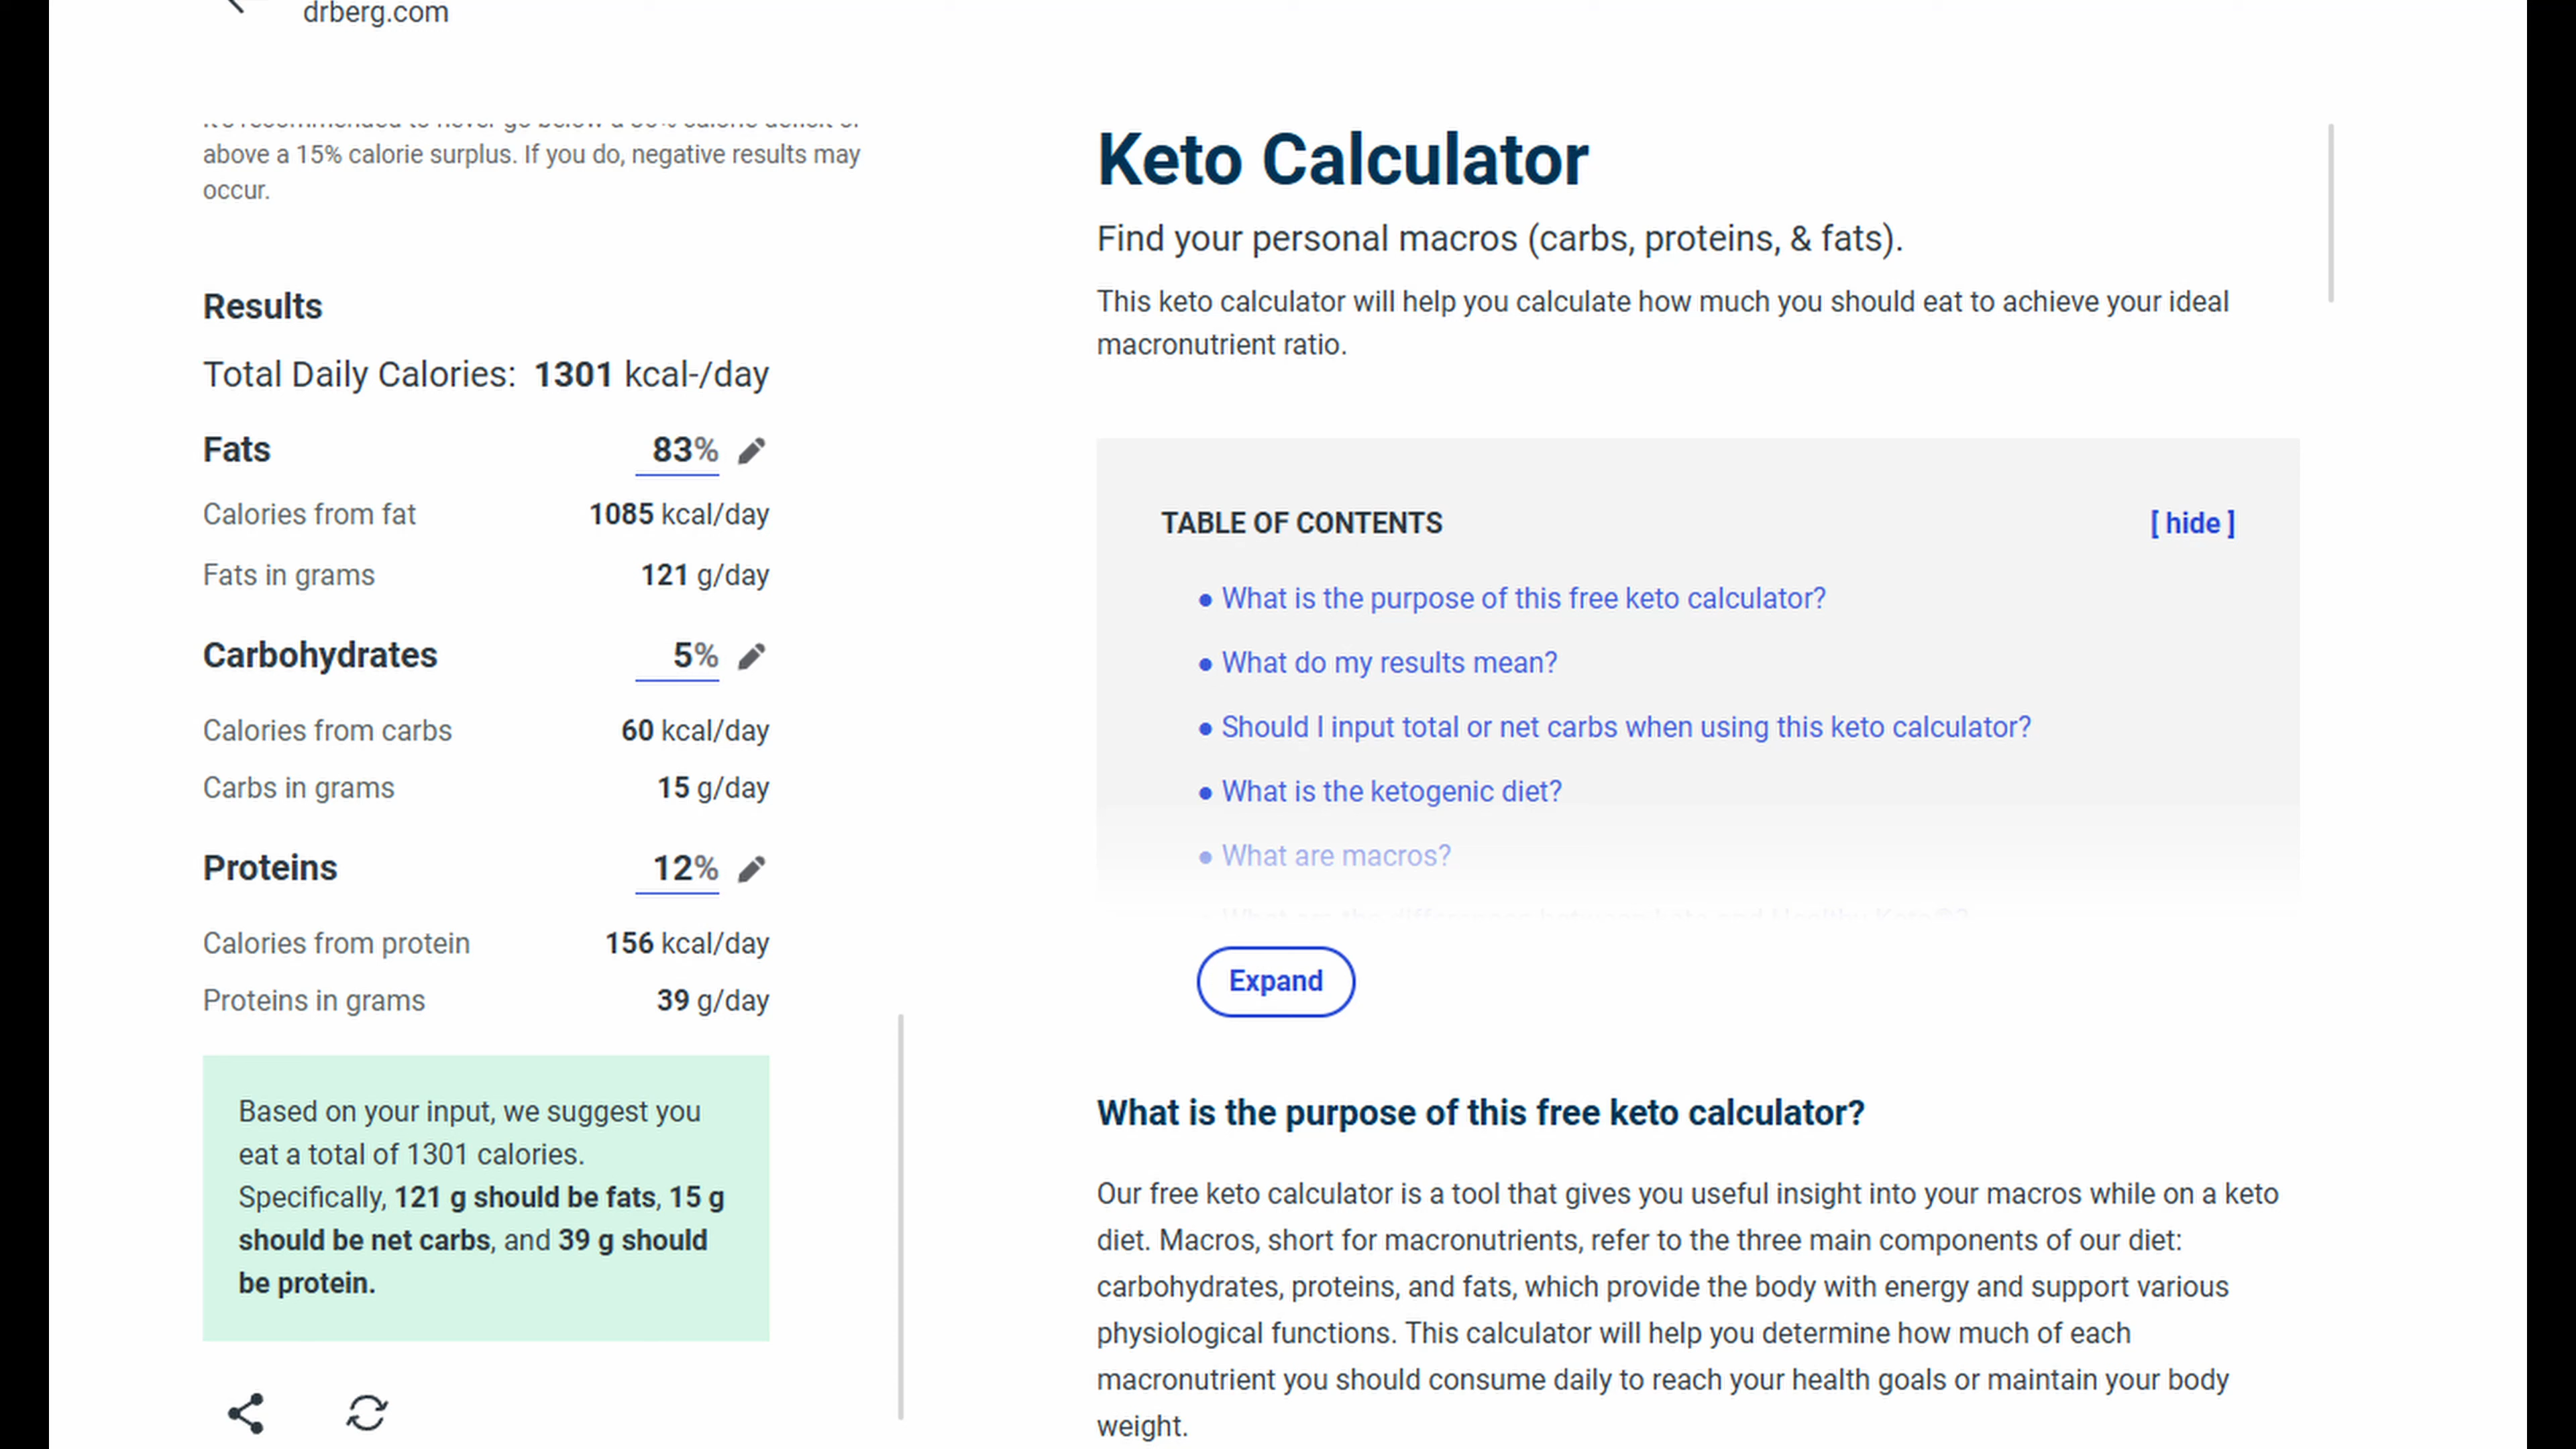 drberg.com
above a 15% calorie surplus. If you do, negative results may
occur.
Results
Total Daily Calories: 1301 kcal-/day
Fats 83%
Calories from fat 1085 kcal/day
Fats in grams 121 g/day
Carbohydrates 5%
Calories from carbs 60 kcal/day
Carbs in grams 15 g/day
Proteins 12%
Calories from protein 156 kcal/day
Proteins in grams 39 g/day
Based on your input, we suggest you
eat a total of 1301 calories.
Specifically, 121 g should be fats, 15 g
should be net carbs, and 39 g should
be protein.
Keto Calculator
Find your personal macros (carbs, proteins, & fats).
This keto calculator will help you calculate how much you should eat to achieve your ideal
macronutrient ratio.
TABLE OF CONTENTS [ hide ]
• What is the purpose of this free keto calculator?
• What do my results mean?
• Should I input total or net carbs when using this keto calculator?
• What is the ketogenic diet?
• What are macros?
Expand
What is the purpose of this free keto calculator?
Our free keto calculator is a tool that gives you useful insight into your macros while on a keto
diet. Macros, short for macronutrients, refer to the three main components of our diet:
carbohydrates, proteins, and fats, which provide the body with energy and support various
physiological functions. This calculator will help you determine how much of each
macronutrient you should consume daily to reach your health goals or maintain your body
weight.